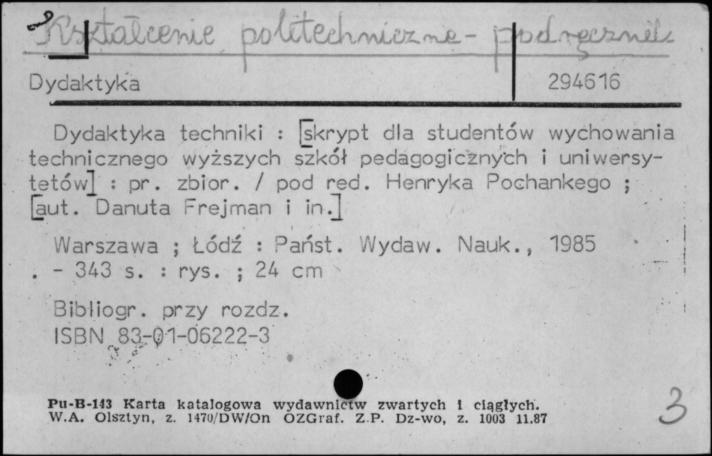 Kształcenie politechniczne - podręcznik
Dydaktyka 294616
Dydaktyka techniki : [skrypt dla studentów wychowania
technicznego wyższych szkół pedagogicznych i uniwersy-
tetów] : pr. zbior. / pod red. Henryka Pochankego ;
[aut. Danuta Frejman i in.]
Warszawa ; Łódź : Państ. Wydaw. Nauk., 1985
. - 343 s. : rys. ; 24 cm
Bibliogr. przy rozdz.
ISBN 83-01-06222-3
Pu-B-143 Karta katalogowa wydawnictw zwartych i ciągłych.
W.A. Olsztyn, z. 1470/DW/On OZGraf. Z.P. Dz-wo, z. 1003 11.87
3